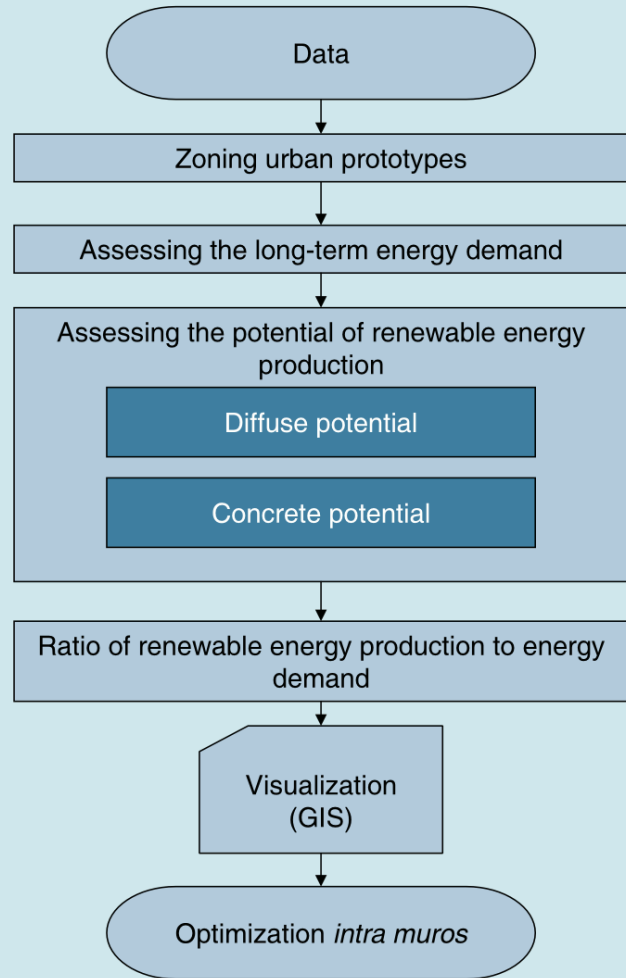 Data
Zoning urban prototypes
Assessing the long-term energy demand
Assessing the potential of renewable energy
production
Diffuse potential
Concrete potential
Ratio of renewable energy production to energy
demand
Visualization
(GIS)
Optimization intra muros